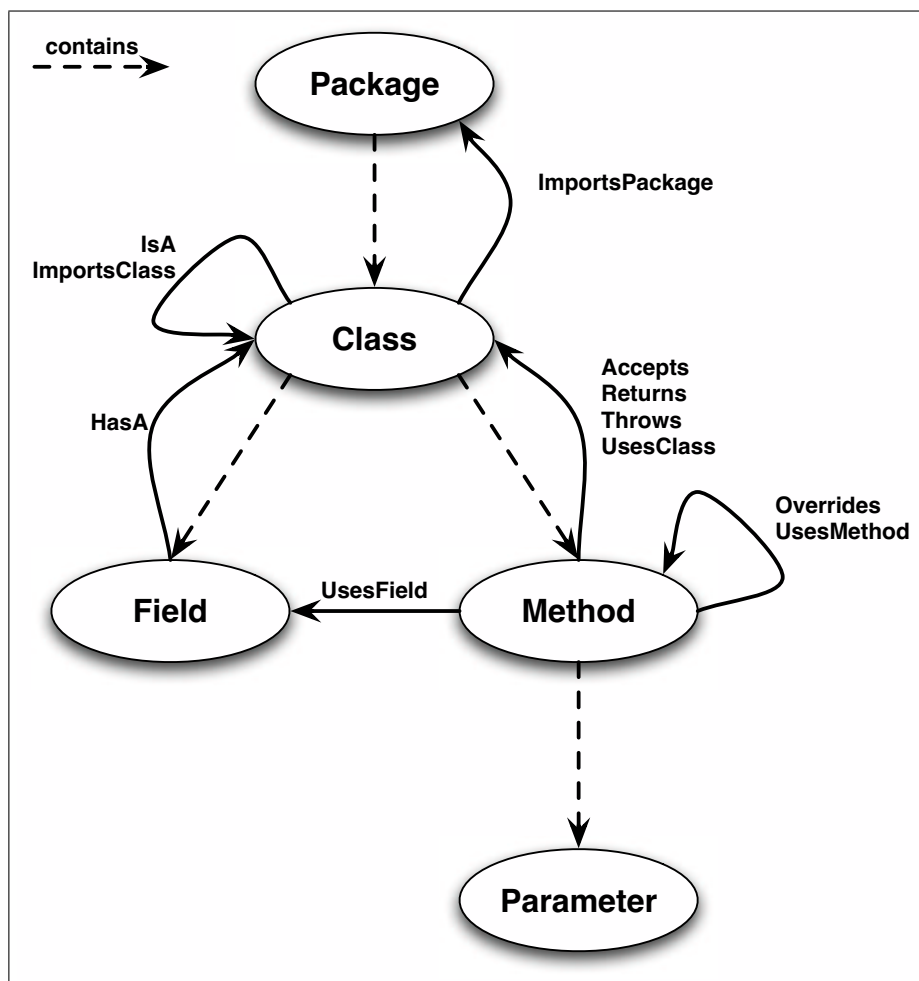 contains
Package
ImportsPackage
IsA
ImportsClass
Class
Accepts
Returns
Throws
UsesClass
HasA
Overrides
UsesMethod
UsesField
Field
Method
Parameter